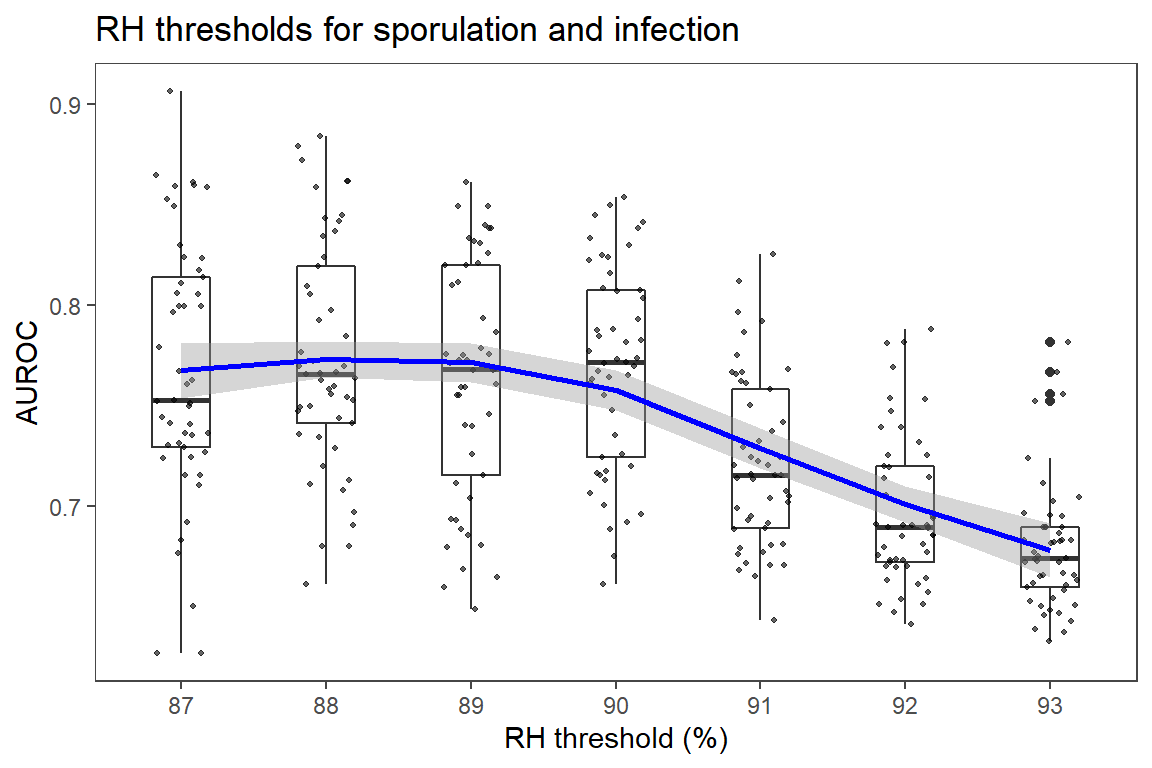 RH thresholds for sporulation and infection
AUROC
0.9
0.8
0.7
87 88 89 90 91 92 93
RH threshold (%)